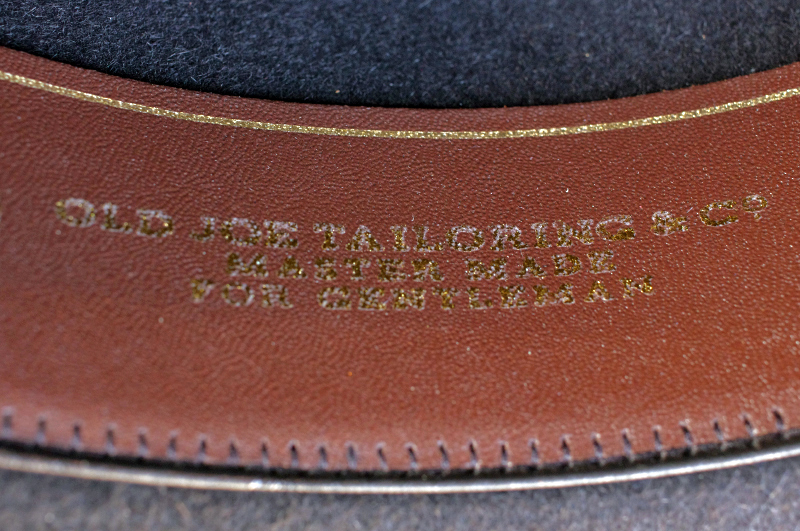 OLD JOE TAILORING & Co.
MASTER MADE
FOR GENTLEMAN